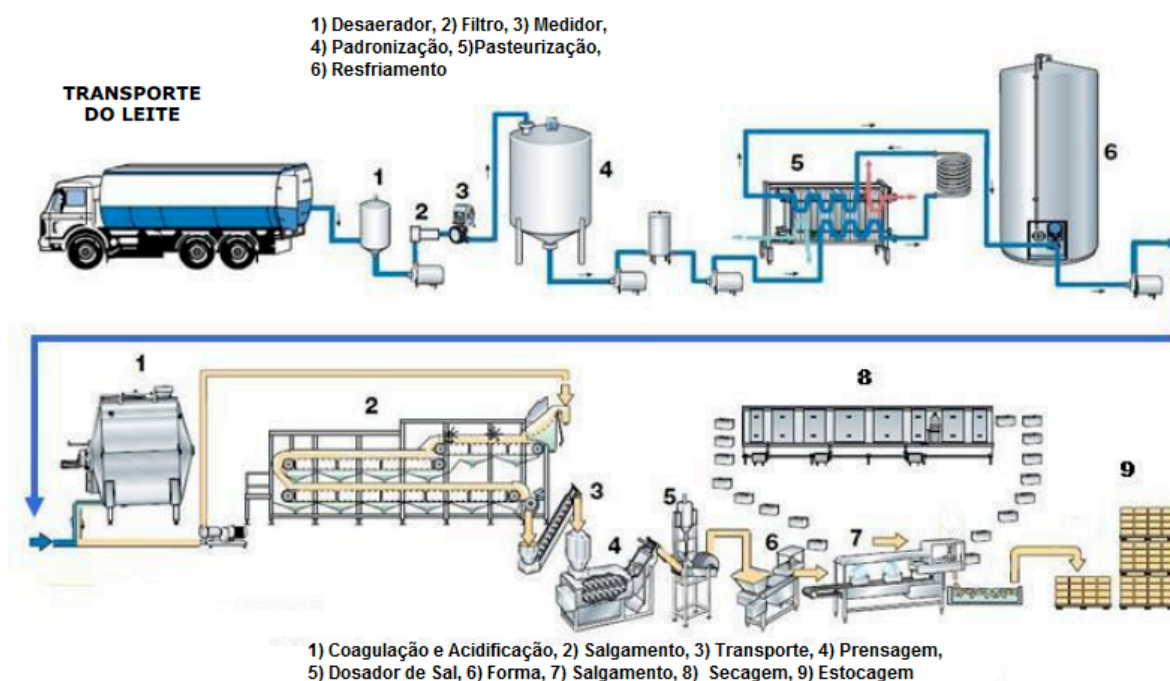 1) Desaerador, 2) Filtro, 3) Medidor,
4) Padronização, 5)Pasteurização,
6) Resfriamento
TRANSPORTE
DO LEITE
1
2
3
4
5
6
1
2
3
4
5
6
7
8
9
1) Coagulação e Acidificação, 2) Salgamento, 3) Transporte, 4) Prensagem,
5) Dosador de Sal, 6) Forma, 7) Salgamento, 8) Secagem, 9) Estocagem